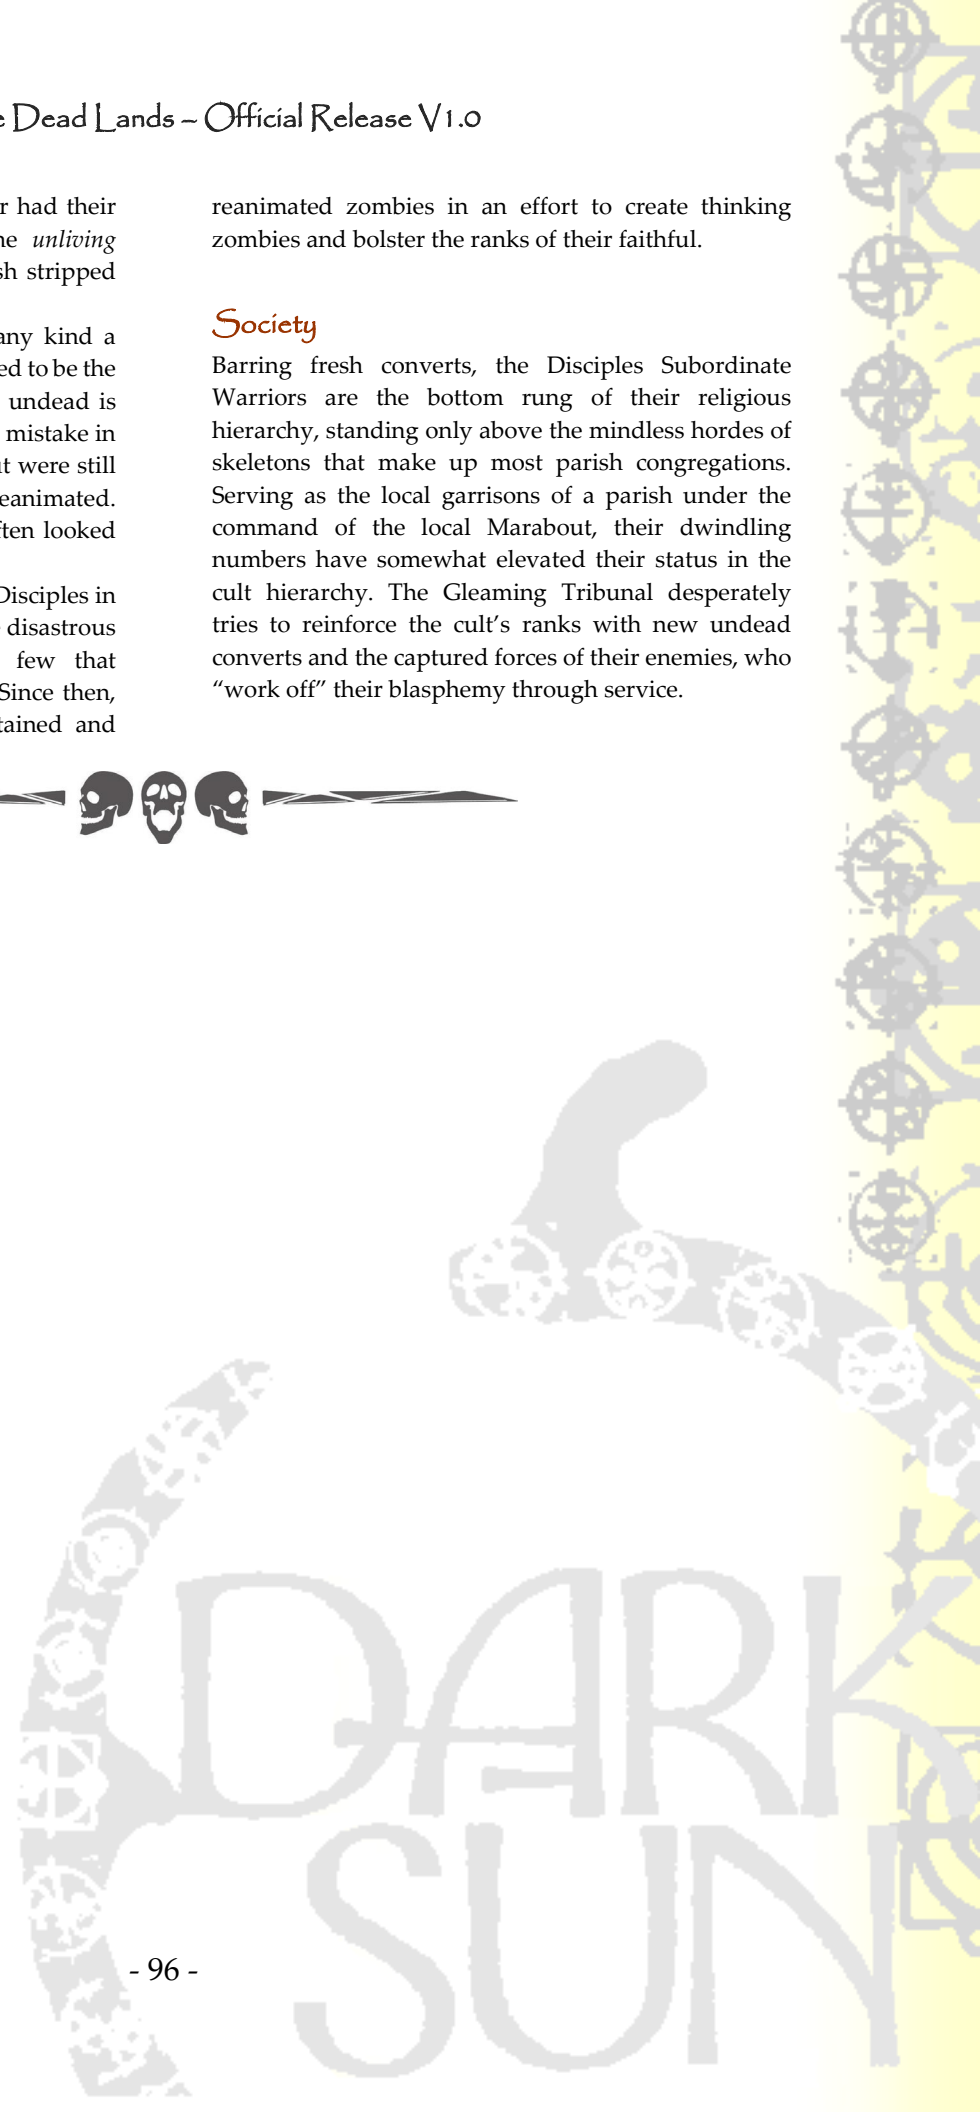 e Dead Lands – Official Release V1.0
r had their
ne unliving
sh stripped
any kind a
ed to be the
undead is
mistake in
ut were still
eanimated.
ften looked
Disciples in
disastrous
few that
Since then,
tained and
reanimated zombies in an effort to create thinking
zombies and bolster the ranks of their faithful.
Society
Barring fresh converts, the Disciples Subordinate
Warriors are the bottom rung of their religious
hierarchy, standing only above the mindless hordes of
skeletons that make up most parish congregations.
Serving as the local garrisons of a parish under the
command of the local Marabout, their dwindling
numbers have somewhat elevated their status in the
cult hierarchy. The Gleaming Tribunal desperately
tries to reinforce the cult’s ranks with new undead
converts and the captured forces of their enemies, who
“work off” their blasphemy through service.
DARK
SUN
- 96 -